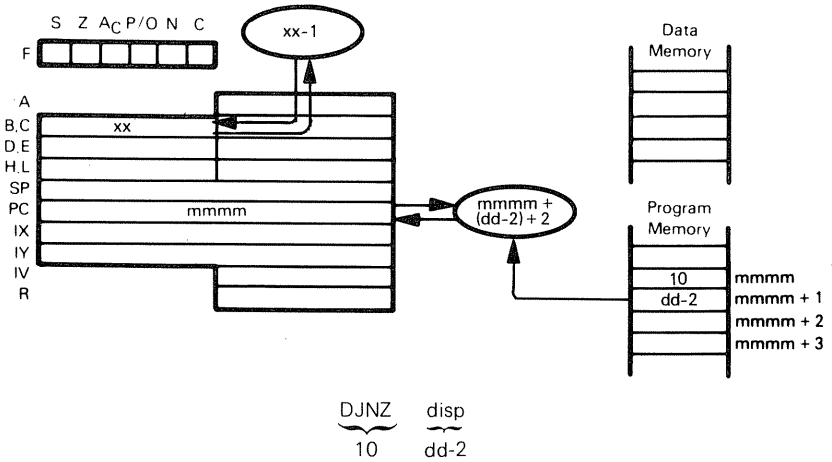 S Z AC P/O N C
F
xx-1
Data
Memory
A
B,C xx
D,E
H,L
SP
PC mmmm
IX
IY
IV
R
mmmm +
(dd-2) + 2
Program
Memory
10 mmmm
dd-2 mmmm + 1
mmmm + 2
mmmm + 3
DJNZ disp
10 dd-2